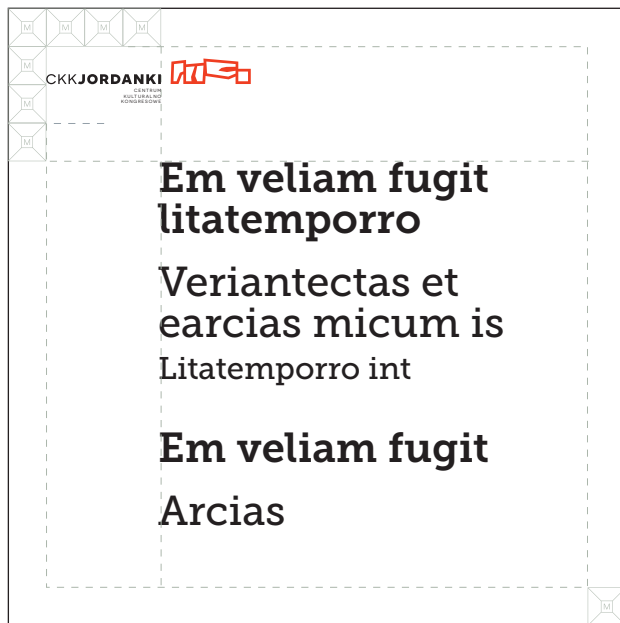 M M M M
M
CKKJORDANKI
CENTRUM
KULTURALNO
KONGRESOWE
M
M
Em veliam fugit
litatemporro
Veriantectas et
earcias micum is
Litatemporro int
Em veliam fugit
Arcias
M